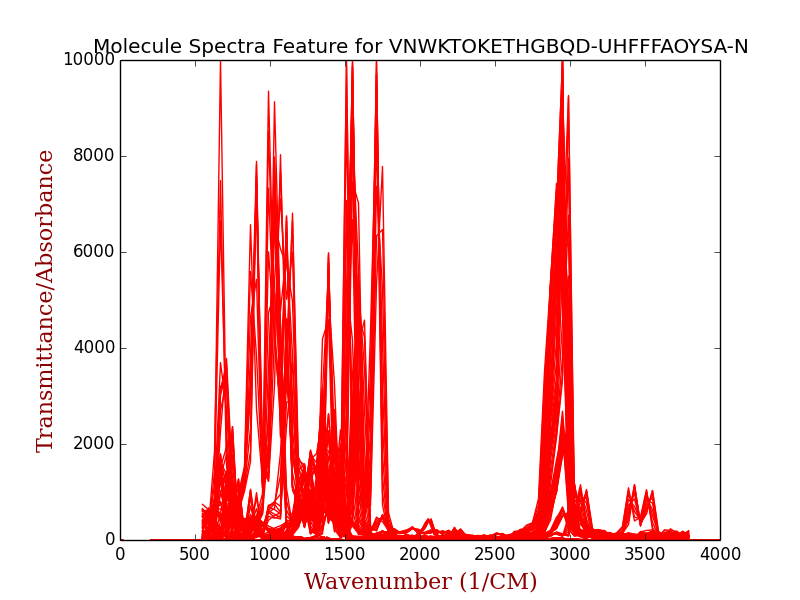 Molecule Spectra Feature for VNWKTOKETHGBQD-UHFFFAOYSA-N
10000
8000
6000
4000
2000
0
Transmittance/Absorbance
0 500 1000 1500 2000 2500 3000 3500 4000
Wavenumber (1/CM)